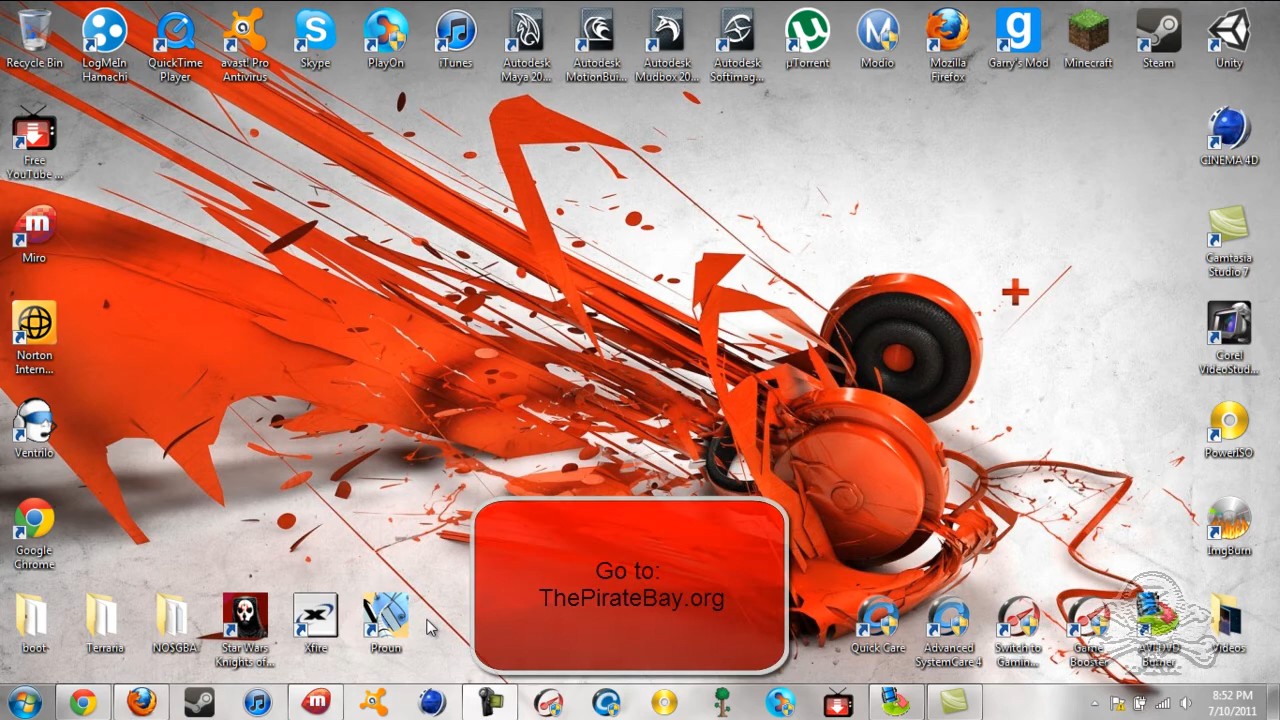 Recycle Bin
LogMeIn
Hamachi
QuickTime
Player
avast! Pro
Antivirus
Skype
PlayOn
iTunes
Autodesk
Maya 20...
Autodesk
MotionBui...
Autodesk
Mudbox 20...
Autodesk
Softimag...
µTorrent
Modio
Mozilla
Firefox
Garry's Mod
Minecraft
Steam
Unity
Free
YouTube ...
CINEMA 4D
Miro
Camtasia
Studio 7
Norton
Intern...
Corel
VideoStud...
Ventrilo
PowerISO
Google
Chrome
ImgBurn
Go to:
ThePirateBay.org
boot
Terraria
NO$GBA
Star Wars
Knights of...
Xfire
Proun
Quick Care
Advanced
SystemCare 4
Switch to
Gamin...
Game
Booster
Burner
Videos
8:52 PM
7/10/2011